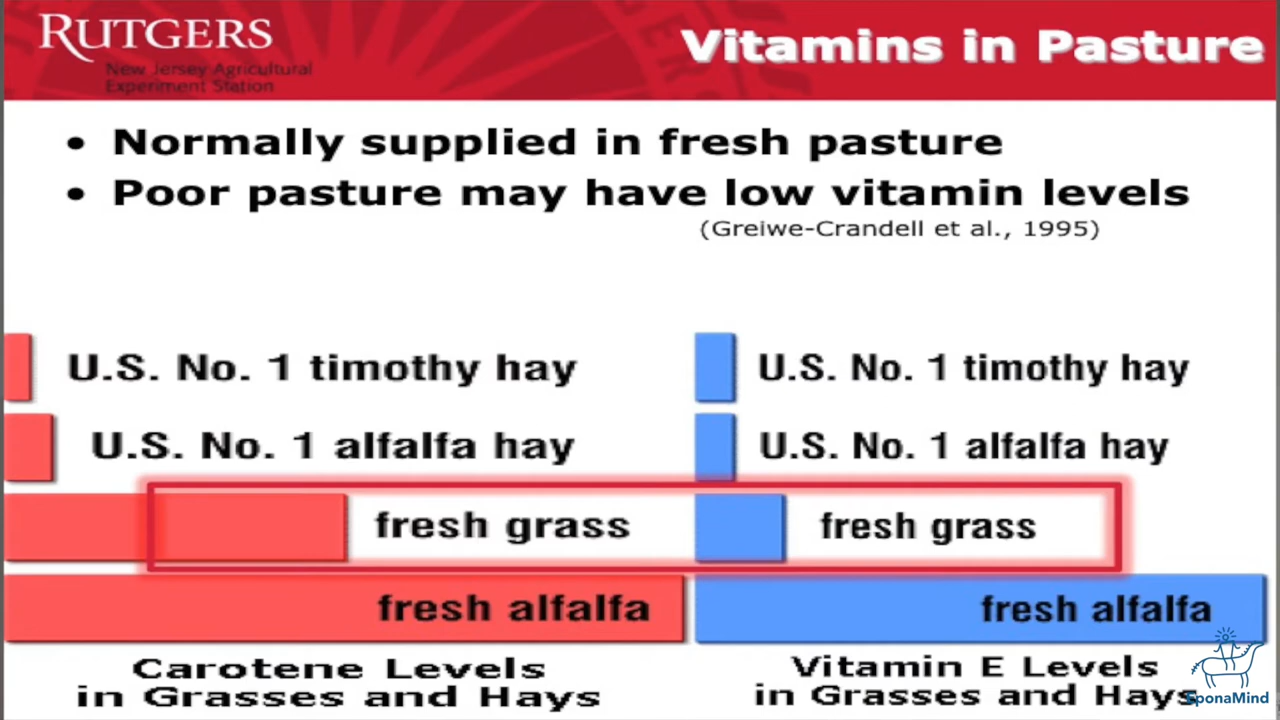 RUTGERS
New Jersey Agricultural
Experiment Station
Vitamins in Pasture
• Normally supplied in fresh pasture
• Poor pasture may have low vitamin levels
(Greiwe-Crandell et al., 1995)
U.S. No. 1 timothy hay
U.S. No. 1 alfalfa hay
fresh grass
fresh alfalfa
Carotene Levels
in Grasses and Hays
U.S. No. 1 timothy hay
U.S. No. 1 alfalfa hay
fresh grass
fresh alfalfa
Vitamin E Levels
in Grasses and Hays
EponaMind